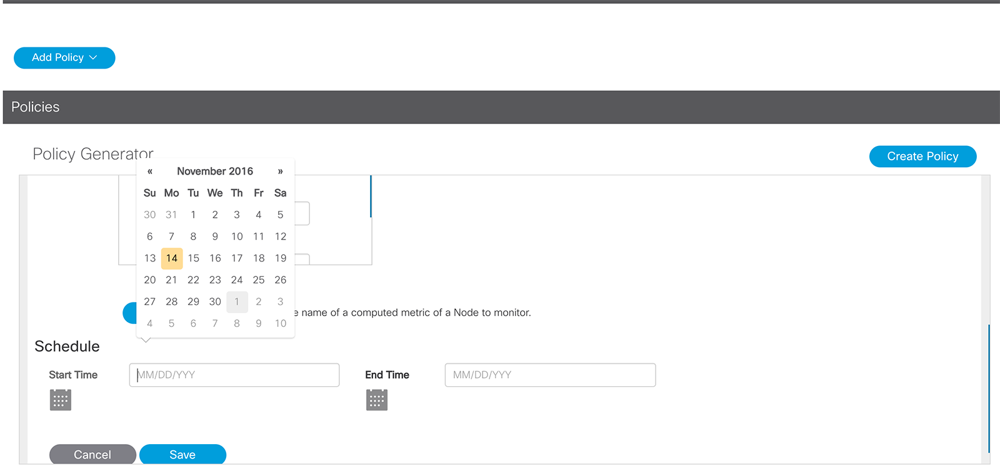 Add Policy
Policies
Policy Generator
Create Policy
« November 2016 »
Su Mo Tu We Th Fr Sa
30 31 1 2 3 4 5
6 7 8 9 10 11 12
13 14 15 16 17 18 19
20 21 22 23 24 25 26
27 28 29 30 1 2 3
4 5 6 7 8 9 10
name of a computed metric of a Node to monitor.
Schedule
Start Time MM/DD/YYY End Time MM/DD/YYY
Cancel Save